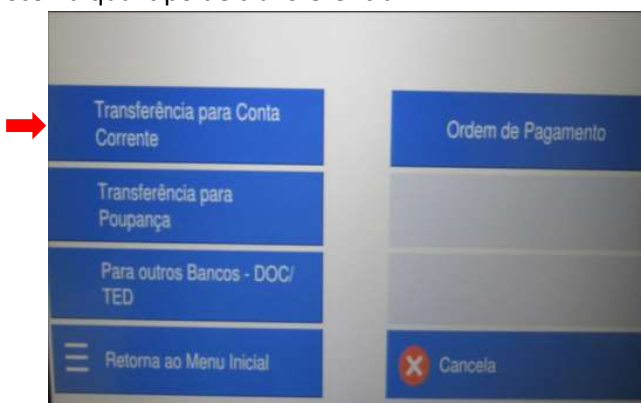 Transferência para Conta
Corrente
Ordem de Pagamento
Transferência para
Poupança
Para outros Bancos - DOC/
TED
Retorna ao Menu Inicial
Cancela